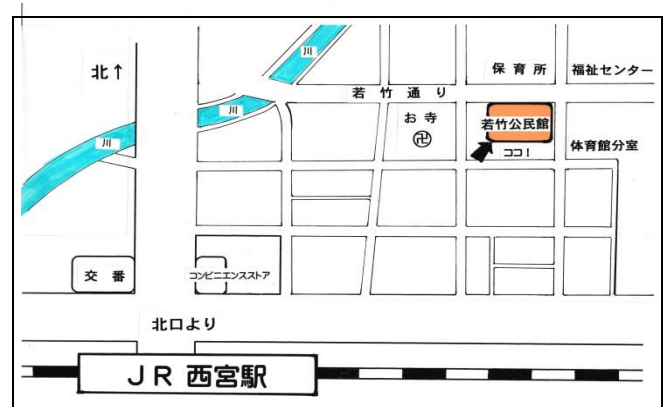 川
北↑
保育所
福祉センター
若竹通り
川
お寺
若竹公民館
卍
川
ココ!
体育館分室
交番
コンビニエンスストア
北口より
JR 西宮駅